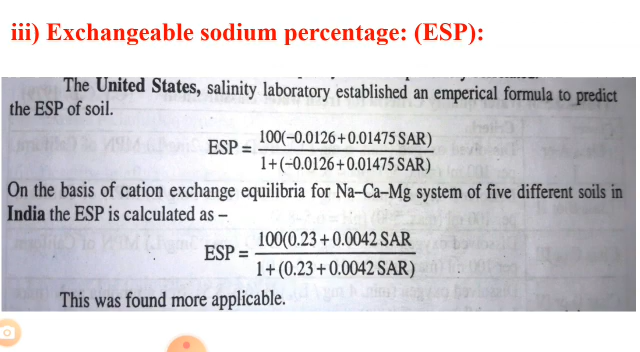 iii) Exchangeable sodium percentage: (ESP):
The United States, salinity laboratory established an emperical formula to predict
the ESP of soil.
ESP = 100(−0.0126+0.01475 SAR)
1+(−0.0126+0.01475 SAR)
On the basis of cation exchange equilibria for Na–Ca–Mg system of five different soils in
India the ESP is calculated as –
ESP = 100(0.23+0.0042 SAR
1+(0.23+0.0042 SAR)
This was found more applicable.